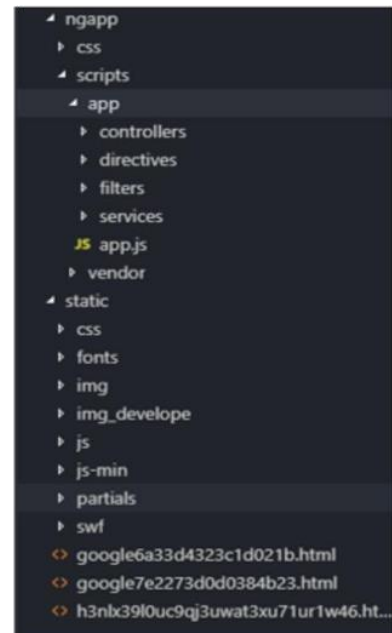 ngapp
css
scripts
app
controllers
directives
filters
services
JS app.js
vendor
static
css
fonts
img
img_develope
js
js-min
partials
swf
<> google6a33d4323c1d021b.html
<> google7e2273d0d0384b23.html
<> h3nlx39l0uc9qj3uwat3xu71ur1w46.ht...